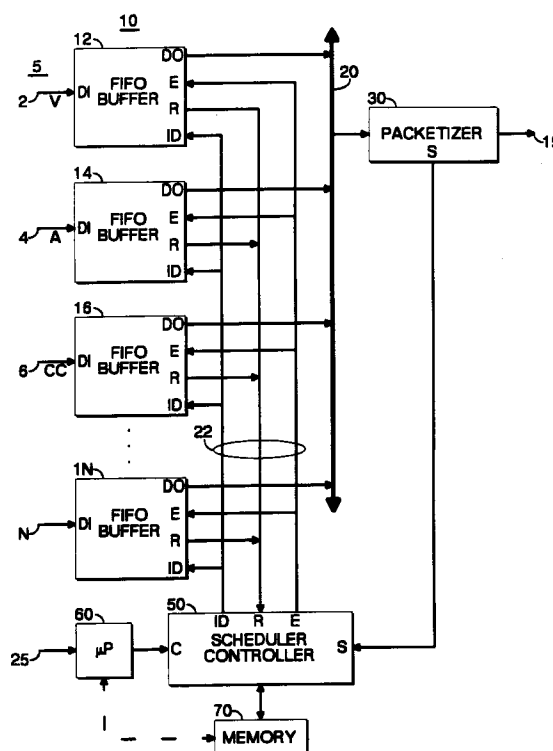 10
5
12
DO
20
DI
FIFO
BUFFER
E
R
ID
2
V
30
PACKETIZER
S
15
14
DO
DI
FIFO
BUFFER
E
R
ID
4
A
16
DO
DI
FIFO
BUFFER
E
R
ID
6
CC
22
1N
DO
DI
FIFO
BUFFER
E
R
ID
N
50
ID R E
SCHEDULER
CONTROLLER
C
S
60
µP
25
70
MEMORY